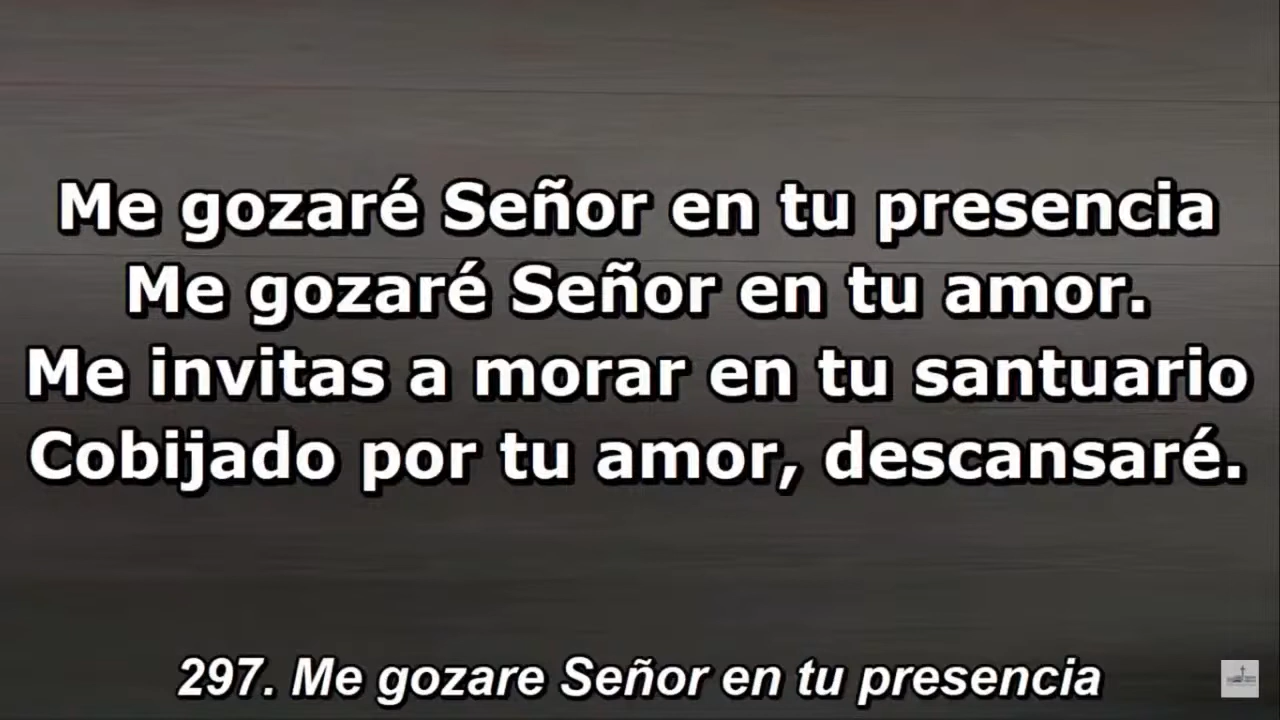 Me gozaré Señor en tu presencia
Me gozaré Señor en tu amor.
Me invitas a morar en tu santuario
Cobijado por tu amor, descansaré.
297. Me gozare Señor en tu presencia